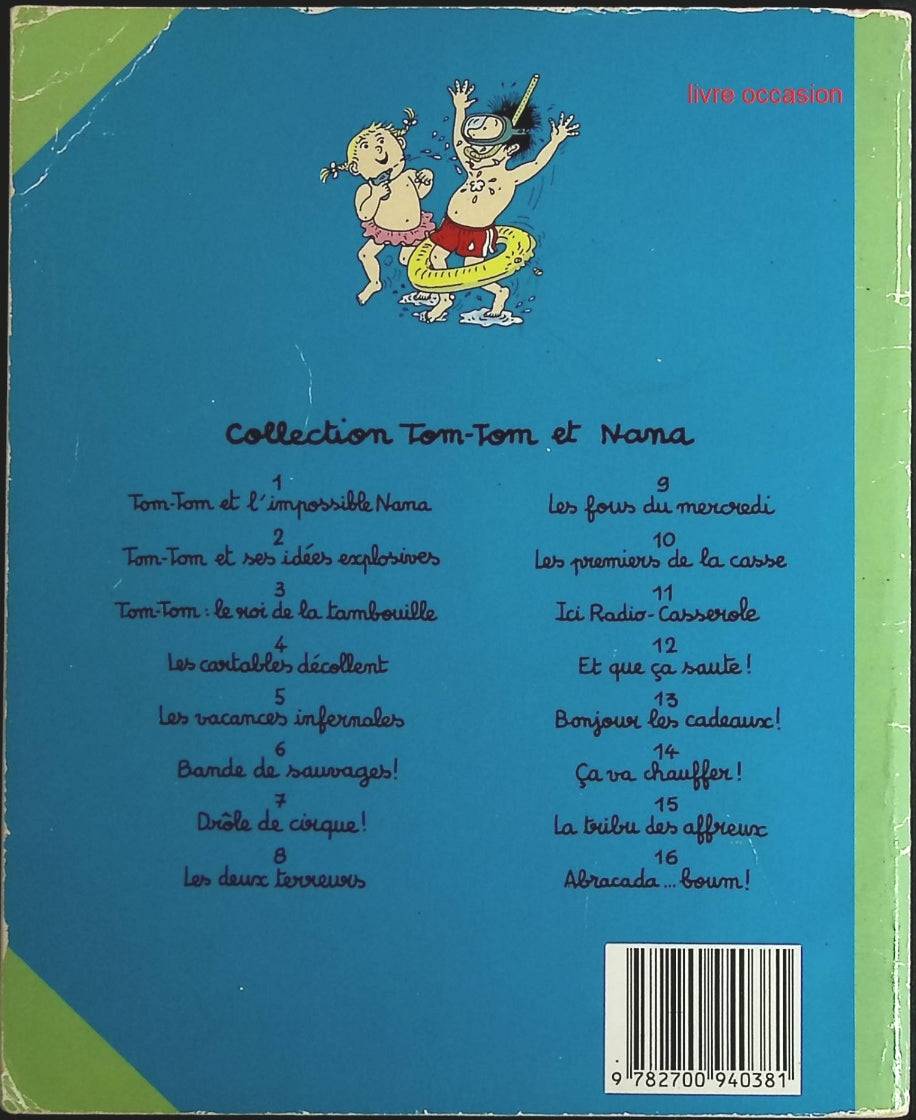 livre occasion
Collection Tom-Tom et Nana
1
Tom-Tom et l'impossible Nana
2
Tom-Tom et ses idées explosives
3
Tom-Tom : le roi de la tambouille
4
Les cartables décollent
5
Les vacances infernales
6
Bande de sauvages !
7
Drôle de cirque !
8
Les deux terreurs
9
Les fous du mercredi
10
Les premiers de la casse
11
Ici Radio-Casserole
12
Et que ça saute !
13
Bonjour les cadeaux !
14
Ça va chauffer !
15
La tribu des affreux
16
Abracada... boum !
9 782700 940381